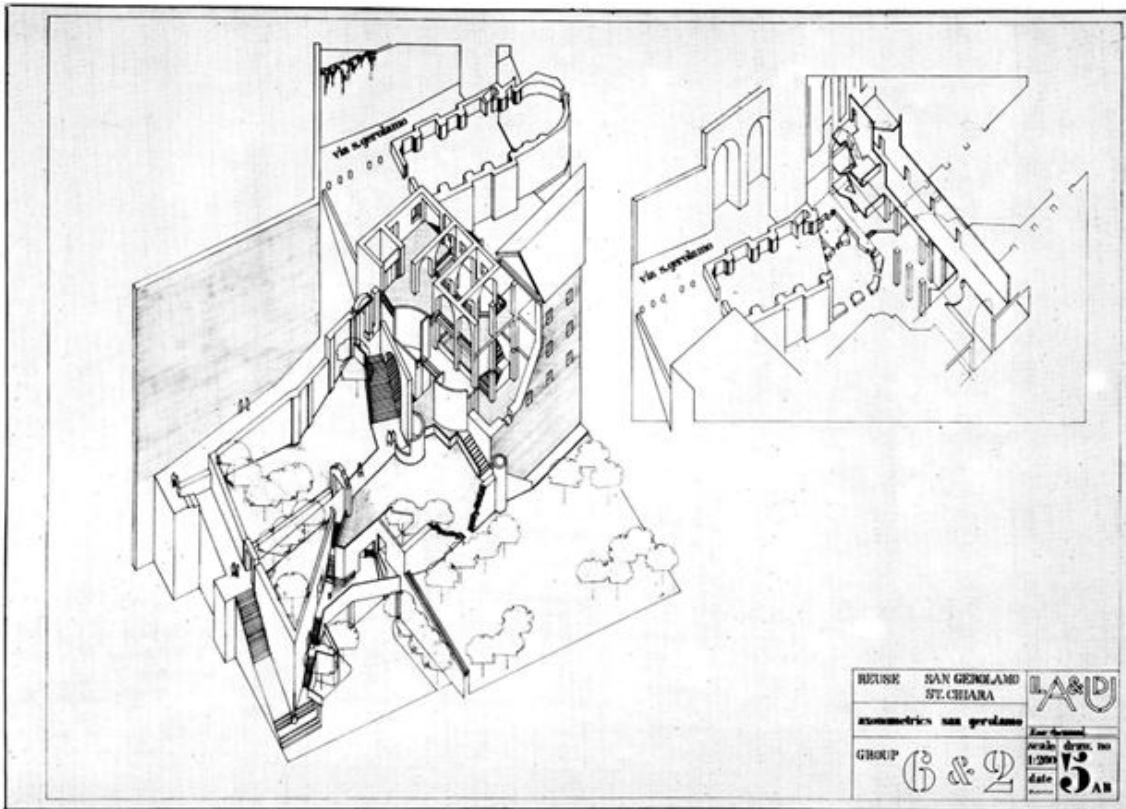 via s.gerolamo
via s.gerolamo
REUSE SAN GEROLAMO
ST. CHIARA
ILA&UD
axonometrics san gerolamo
GROUP 6 & 2
scale
1:200
draw. no
5 AB
date